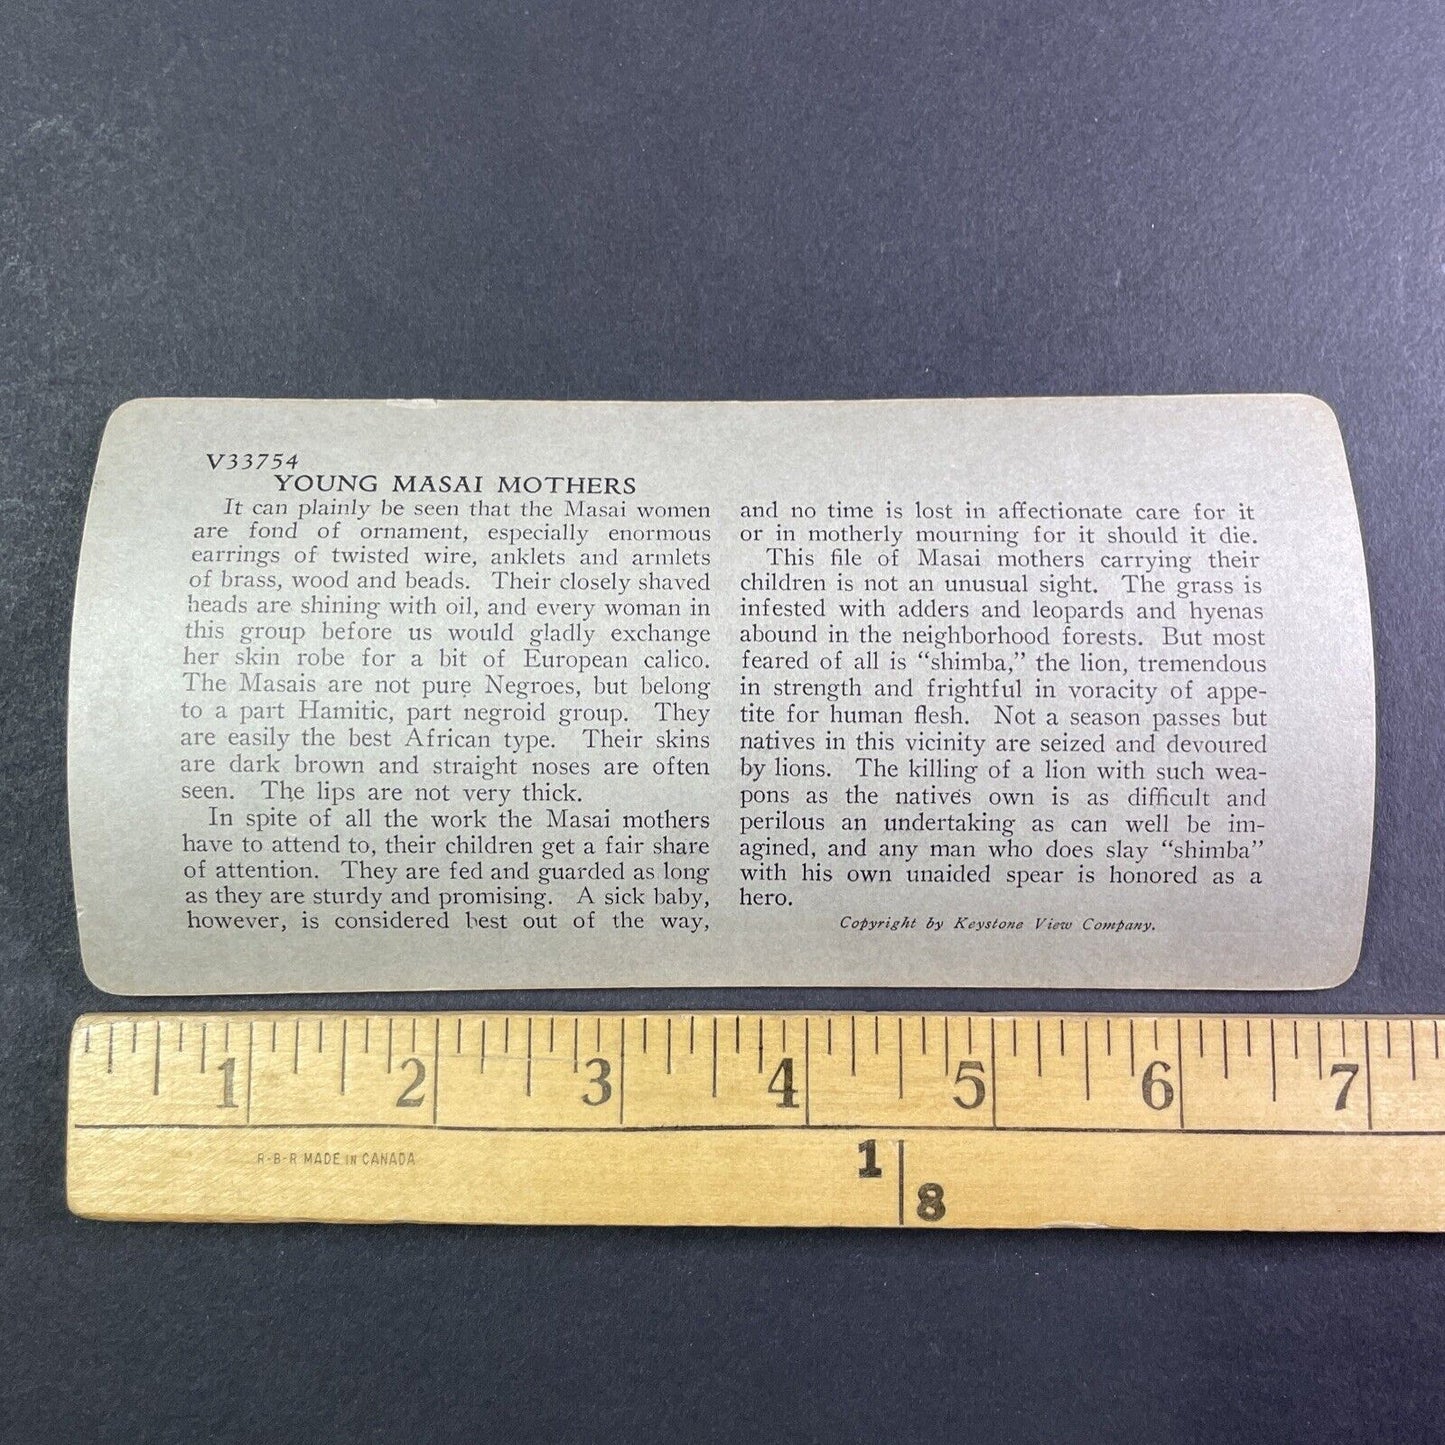 V33754
YOUNG MASAI MOTHERS
It can plainly be seen that the Masai women
are fond of ornament, especially enormous
earrings of twisted wire, anklets and armlets
of brass, wood and beads. Their closely shaved
heads are shining with oil, and every woman in
this group before us would gladly exchange
her skin robe for a bit of European calico.
The Masais are not pure Negroes, but belong
to a part Hamitic, part negroid group. They
are easily the best African type. Their skins
are dark brown and straight noses are often
seen. The lips are not very thick.
In spite of all the work the Masai mothers
have to attend to, their children get a fair share
of attention. They are fed and guarded as long
as they are sturdy and promising. A sick baby,
however, is considered best out of the way,
and no time is lost in affectionate care for it
or in motherly mourning for it should it die.
This file of Masai mothers carrying their
children is not an unusual sight. The grass is
infested with adders and leopards and hyenas
abound in the neighborhood forests. But most
feared of all is "shimba," the lion, tremendous
in strength and frightful in voracity of appe-
tite for human flesh. Not a season passes but
natives in this vicinity are seized and devoured
by lions. The killing of a lion with such wea-
pons as the natives own is as difficult and
perilous an undertaking as can well be im-
agined, and any man who does slay "shimba"
with his own unaided spear is honored as a
hero.
Copyright by Keystone View Company.
1 2 3 4 5 6 7
R-B-R MADE IN CANADA
1
8